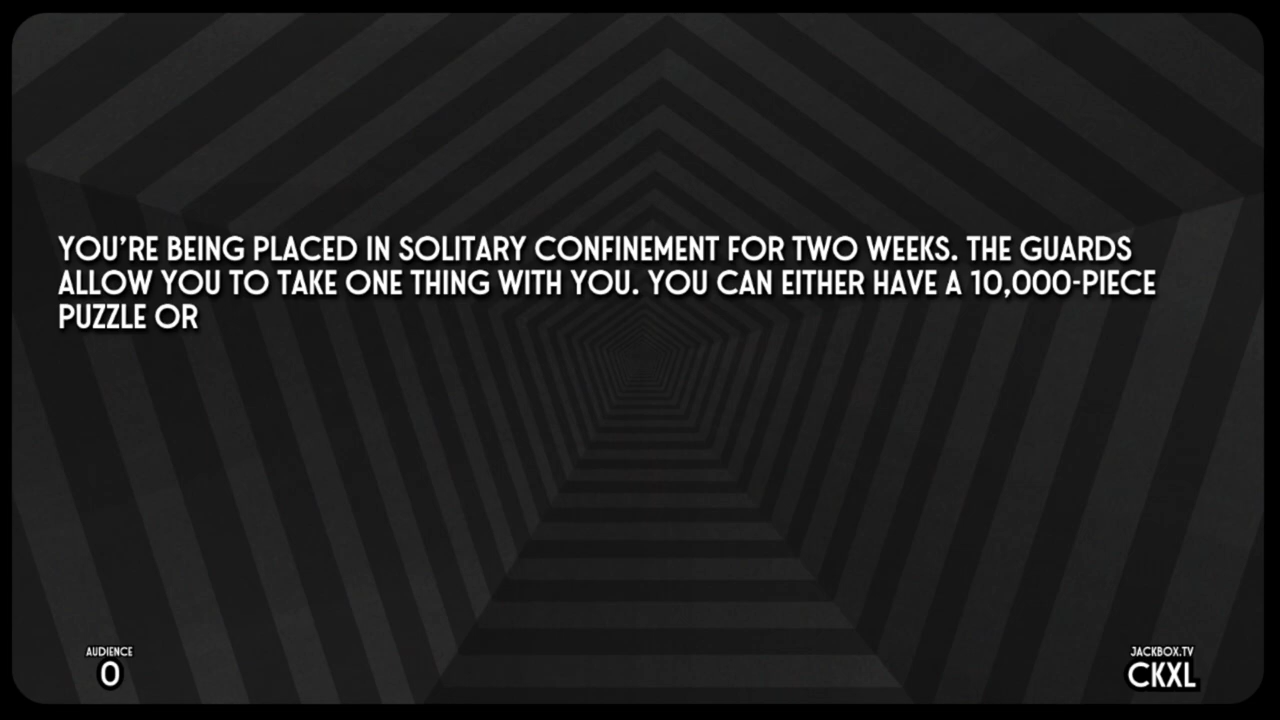 YOU'RE BEING PLACED IN SOLITARY CONFINEMENT FOR TWO WEEKS. THE GUARDS
ALLOW YOU TO TAKE ONE THING WITH YOU. YOU CAN EITHER HAVE A 10,000-PIECE
PUZZLE OR
AUDIENCE
0
JACKBOX.TV
CKXL